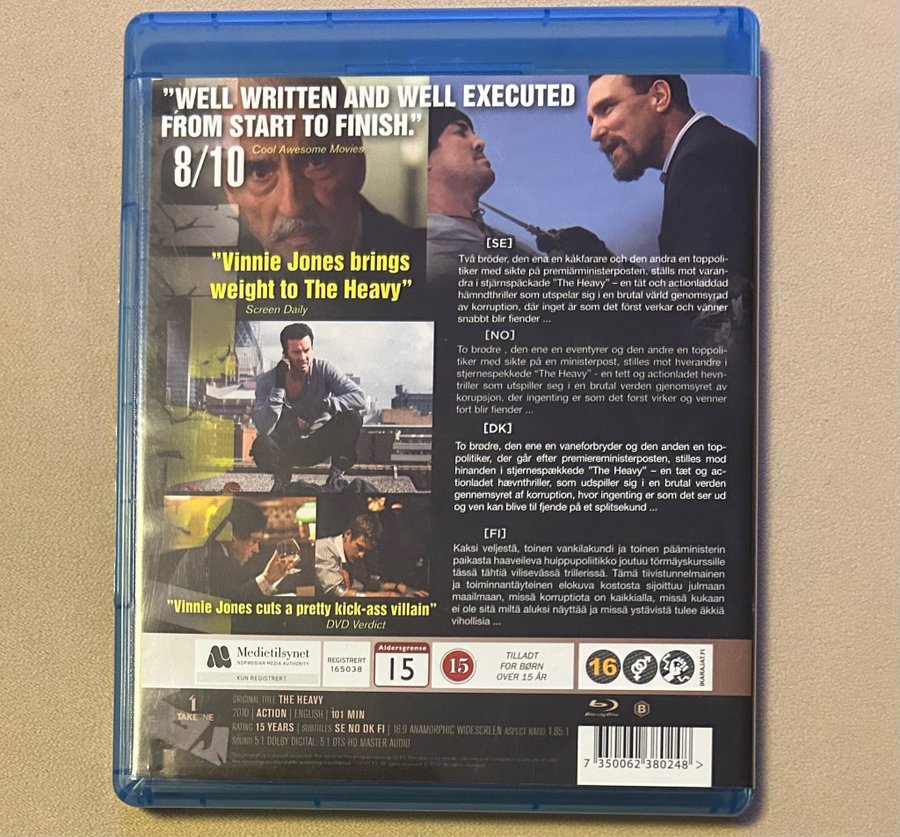 "WELL WRITTEN AND WELL EXECUTED
FROM START TO FINISH."
8/10 Cool Awesome Movies
"Vinnie Jones brings
weight to The Heavy"
Screen Daily
[SE]
Två bröder, den ena en kåkfarare och den andra en toppoli-
tiker med sikte på premiärministerposten, ställs mot varan-
dra i stjärnspäckade "The Heavy" – en tät och actionladdad
hämndthriller som utspelar sig i en brutal värld genomsyrad
av korruption, där inget är som det först verkar och vänner
snabbt blir fiender ...
[NO]
To brodre , den ene en eventyrer og den andre en toppoli-
tiker med sikte på en ministerpost, stilles mot hverandre i
stjernespekkede "The Heavy" - en tett og actionladet hevn-
triller som utspiller seg i en brutal verden gjenomsyret av
korupsjon, der ingenting er som det forst virker og venner
fort blir fiender ...
[DK]
To brødre, den ene en vaneforbryder og den anden en top-
politiker, der går efter premiereministerposten, stilles mod
hinanden i stjernespækkede "The Heavy" – en tæt og ac-
tionladet hævnthriller, som udspiller sig i en brutal verden
gennemsyret af korruption, hvor ingenting er som det ser ud
og ven kan blive til fjende på et splitsekund ...
[FI]
Kaksi veljestä, toinen vankilakundi ja toinen pääministerin
paikasta haaveileva huippupoliitikko joutuu törmäyskurssille
tässä tähtiä vilisevässä trillerissä. Tämä tiivistunnelmainen
ja toiminnantäyteinen elokuva kostosta sijoittuu julmaan
maailmaan, missä korruptiota on kaikkialla, missä kukaan
ei ole sitä miltä aluksi näyttää ja missä ystävistä tulee äkkiä
vihollisia ...
"Vinnie Jones cuts a pretty kick-ass villain"
DVD Verdict
Medietilsynet
NORWEGIAN MEDIA AUTHORITY
KUN REGISTRERT
REGISTRERT
165038
Aldersgrense
15
15
TILLADT
FOR BØRN
OVER 15 ÅR
16
IKARAJAT.FI
TAKEONE
ORIGINAL TITLE THE HEAVY
2010 | ACTION | ENGLISH | 101 MIN
RATING 15 YEARS | SUBTITLES SE NO DK FI | 16:9 ANAMORPHIC WIDESCREEN ASPECT RATIO 1.85:1
SOUND 5.1 DOLBY DIGITAL, 5.1 DTS-HD MASTER AUDIO
Blu-ray Disc
B
7 350062 380248 >